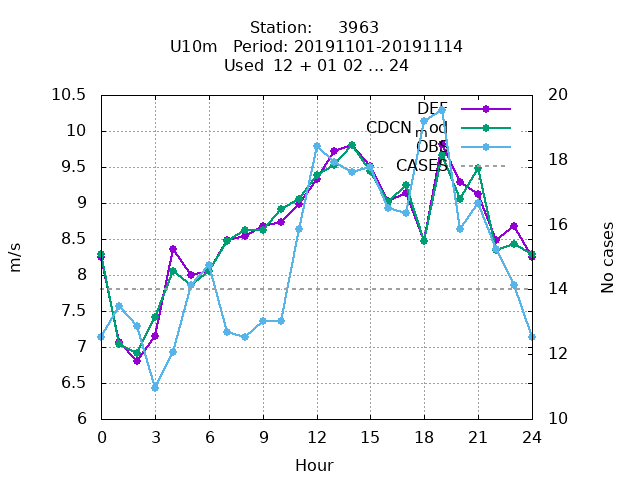 Station: 3963
U10m Period: 20191101-20191114
Used 12 + 01 02 ... 24
10.5
10
9.5
9
8.5
8
7.5
7
6.5
6
m/s
20
18
16
14
12
10
No cases
DEF
CDCN_mod
OBS
CASES
0 3 6 9 12 15 18 21 24
Hour